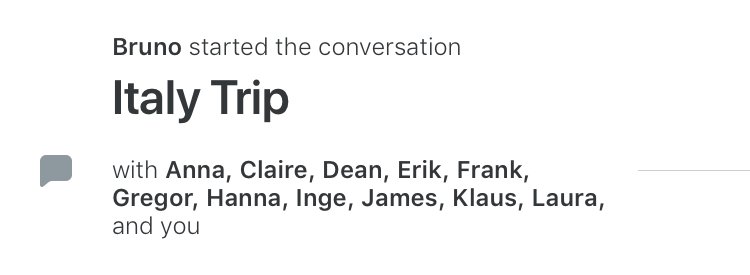 Bruno started the conversation
Italy Trip
with Anna, Claire, Dean, Erik, Frank,
Gregor, Hanna, Inge, James, Klaus, Laura,
and you